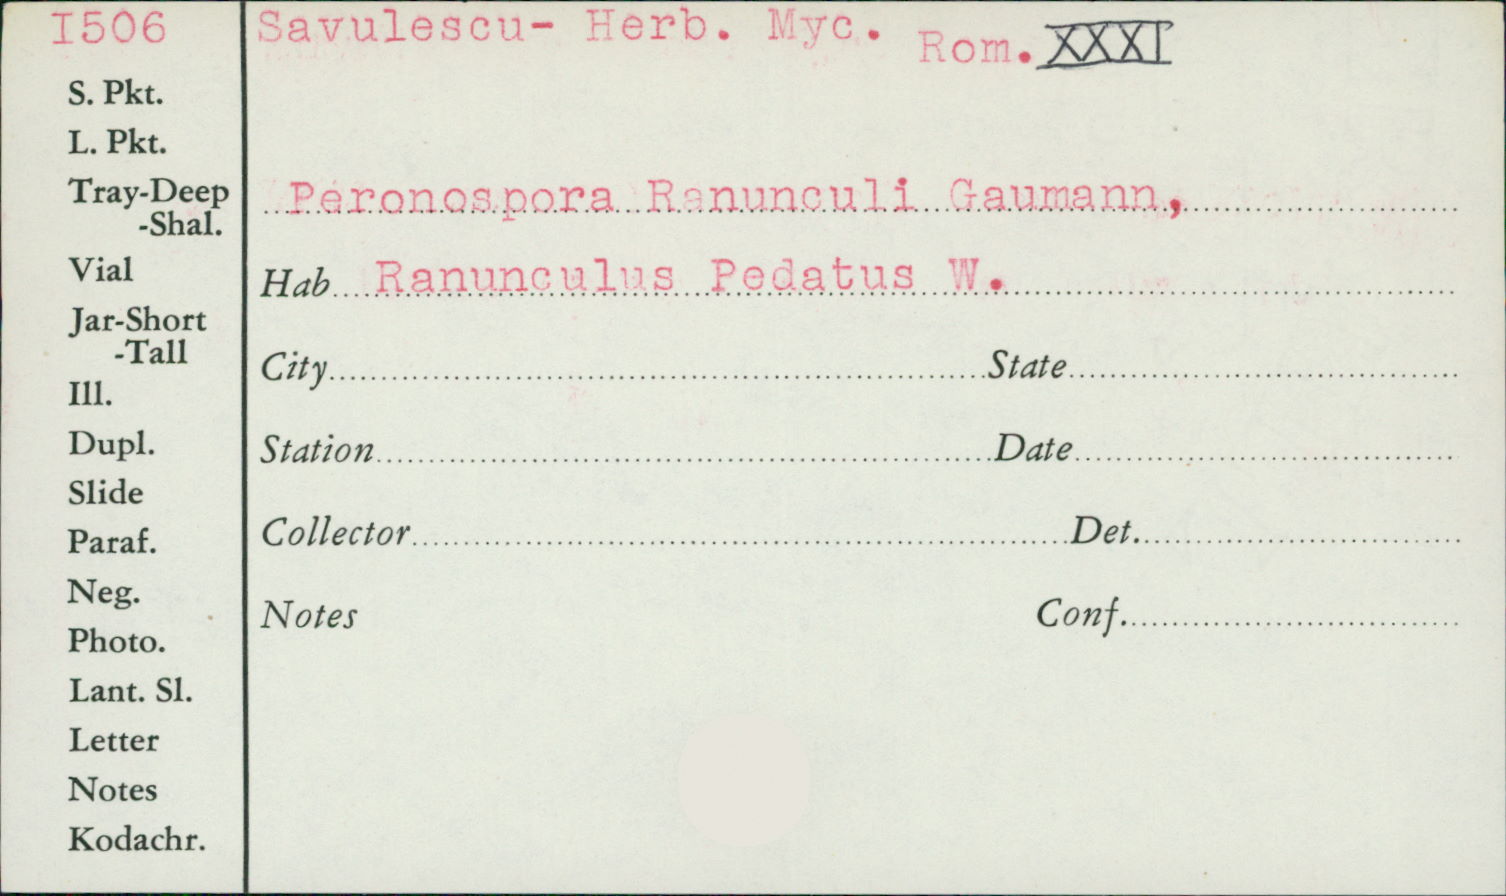 I506
Savulescu- Herb. Myc. Rom. XXXI
S. Pkt.
L. Pkt.
Tray-Deep
-Shal.
Vial
Jar-Short
-Tall
Ill.
Dupl.
Slide
Paraf.
Neg.
Photo.
Lant. Sl.
Letter
Notes
Kodachr.
Peronospora Ranunculi Gaumann,
Hab Ranunculus Pedatus W.
City State
Station Date
Collector Det.
Notes Conf.